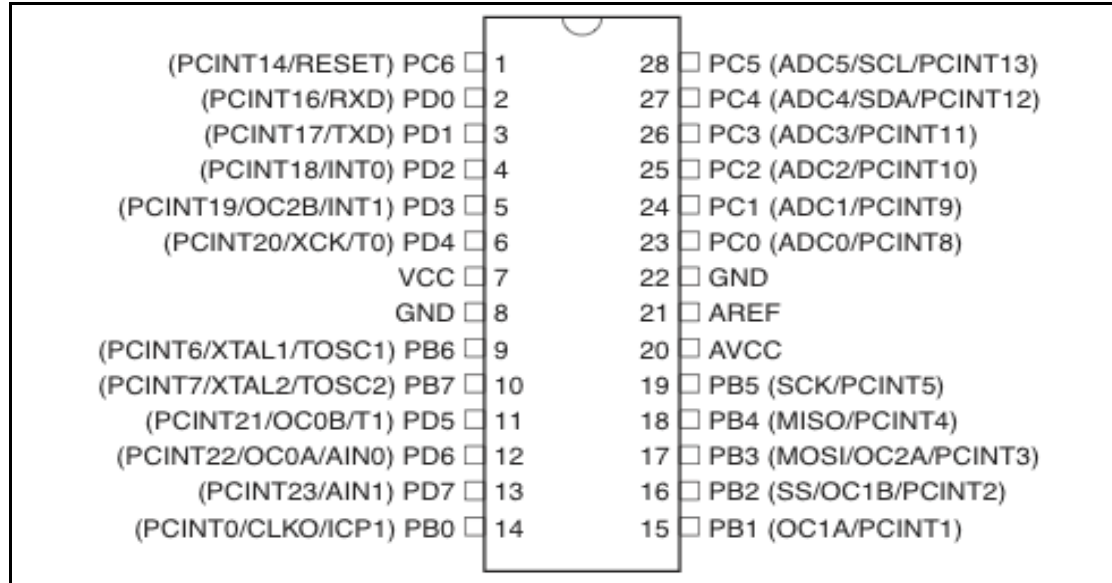 (PCINT14/RESET) PC6 1 28 PC5 (ADC5/SCL/PCINT13)
(PCINT16/RXD) PD0 2 27 PC4 (ADC4/SDA/PCINT12)
(PCINT17/TXD) PD1 3 26 PC3 (ADC3/PCINT11)
(PCINT18/INT0) PD2 4 25 PC2 (ADC2/PCINT10)
(PCINT19/OC2B/INT1) PD3 5 24 PC1 (ADC1/PCINT9)
(PCINT20/XCK/T0) PD4 6 23 PC0 (ADC0/PCINT8)
VCC 7 22 GND
GND 8 21 AREF
(PCINT6/XTAL1/TOSC1) PB6 9 20 AVCC
(PCINT7/XTAL2/TOSC2) PB7 10 19 PB5 (SCK/PCINT5)
(PCINT21/OC0B/T1) PD5 11 18 PB4 (MISO/PCINT4)
(PCINT22/OC0A/AIN0) PD6 12 17 PB3 (MOSI/OC2A/PCINT3)
(PCINT23/AIN1) PD7 13 16 PB2 (SS/OC1B/PCINT2)
(PCINT0/CLKO/ICP1) PB0 14 15 PB1 (OC1A/PCINT1)